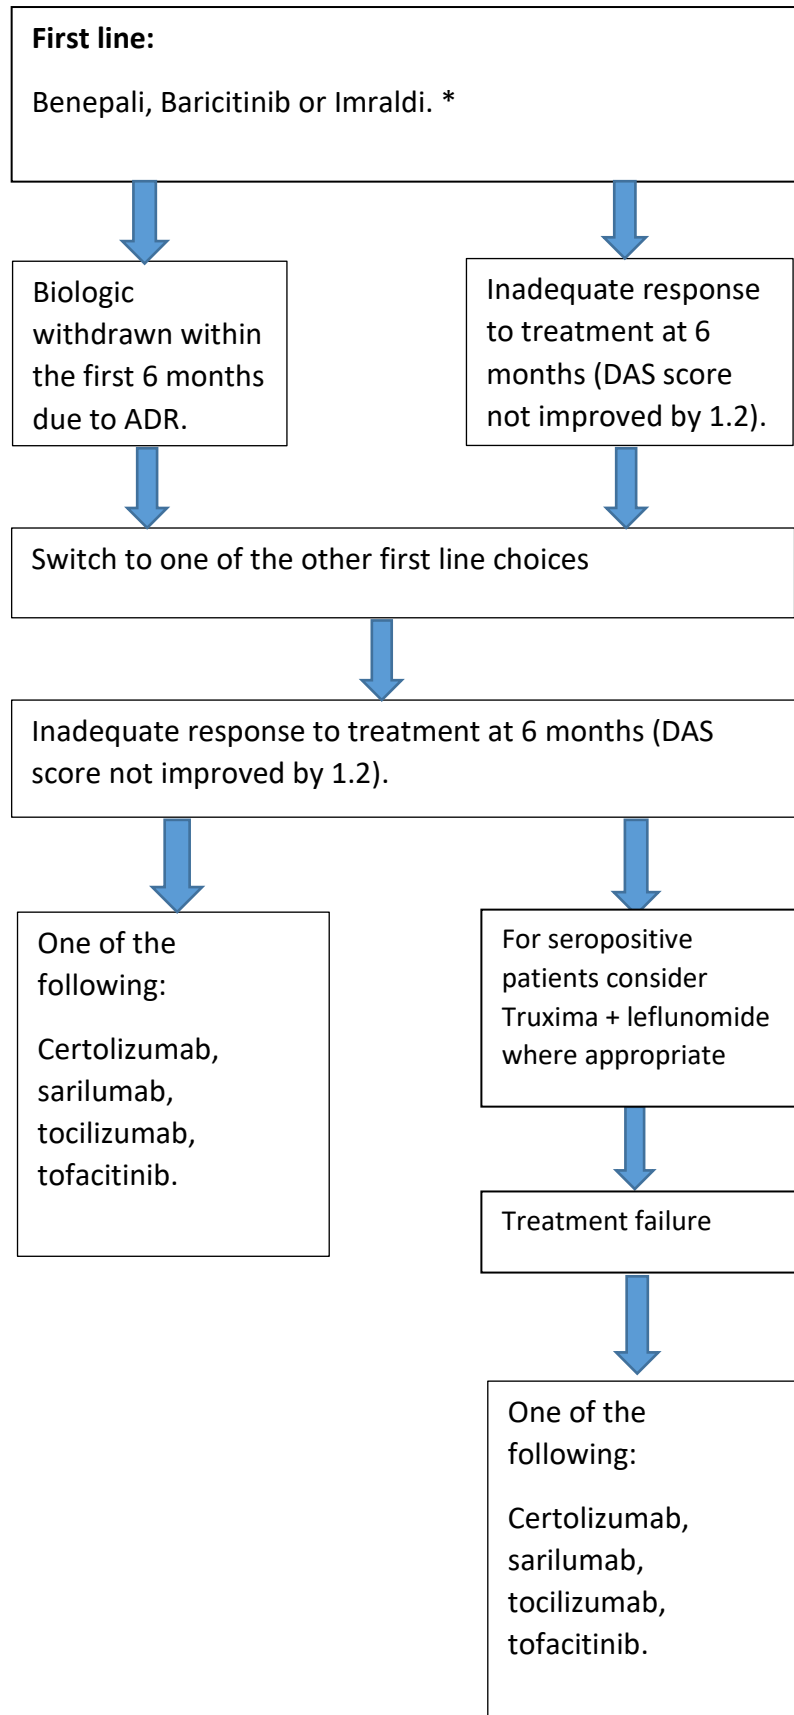 First line:
Benepali, Baricitinib or Imraldi. *
Biologic
withdrawn within
the first 6 months
due to ADR.
Inadequate response
to treatment at 6
months (DAS score
not improved by 1.2).
Switch to one of the other first line choices
Inadequate response to treatment at 6 months (DAS
score not improved by 1.2).
One of the
following:
Certolizumab,
sarilumab,
tocilizumab,
tofacitinib.
For seropositive
patients consider
Truxima + leflunomide
where appropriate
Treatment failure
One of the
following:
Certolizumab,
sarilumab,
tocilizumab,
tofacitinib.